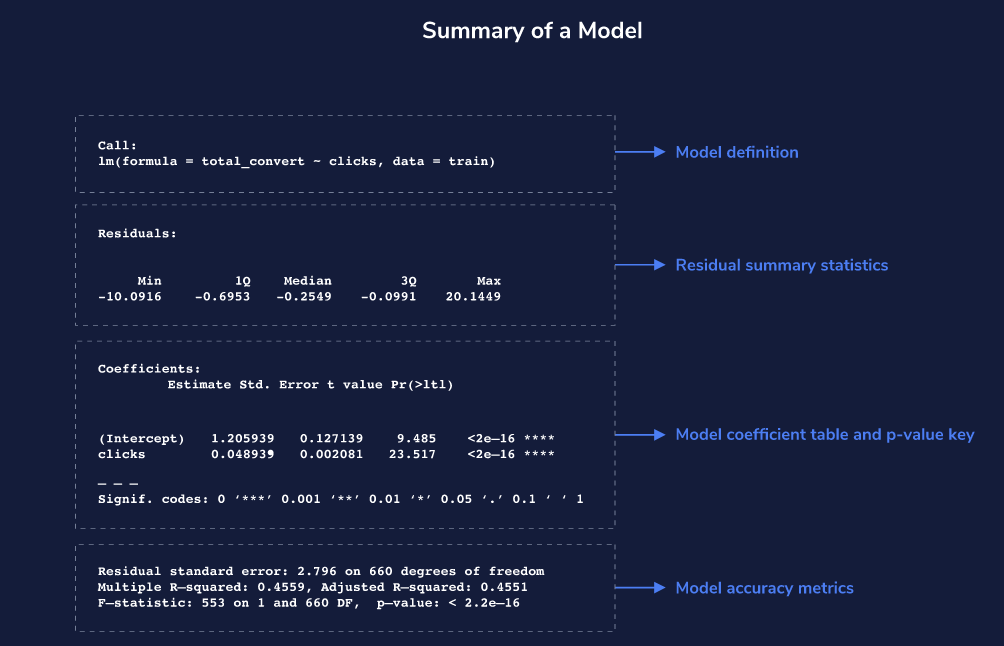 Summary of a Model
Call:
lm(formula = total_convert ~ clicks, data = train)
Model definition
Residuals:
Min 1Q Median 3Q Max
-10.0916 -0.6953 -0.2549 -0.0991 20.1449
Residual summary statistics
Coefficients:
Estimate Std. Error t value Pr(>ltl)
(Intercept) 1.205939 0.127139 9.485 <2e—16 ****
clicks 0.048939 0.002081 23.517 <2e—16 ****
— — —
Signif. codes: 0 ‘***’ 0.001 ‘**’ 0.01 ‘*’ 0.05 ‘.’ 0.1 ‘ ‘ 1
Model coefficient table and p-value key
Residual standard error: 2.796 on 660 degrees of freedom
Multiple R—squared: 0.4559, Adjusted R—squared: 0.4551
F—statistic: 553 on 1 and 660 DF, p—value: < 2.2e—16
Model accuracy metrics